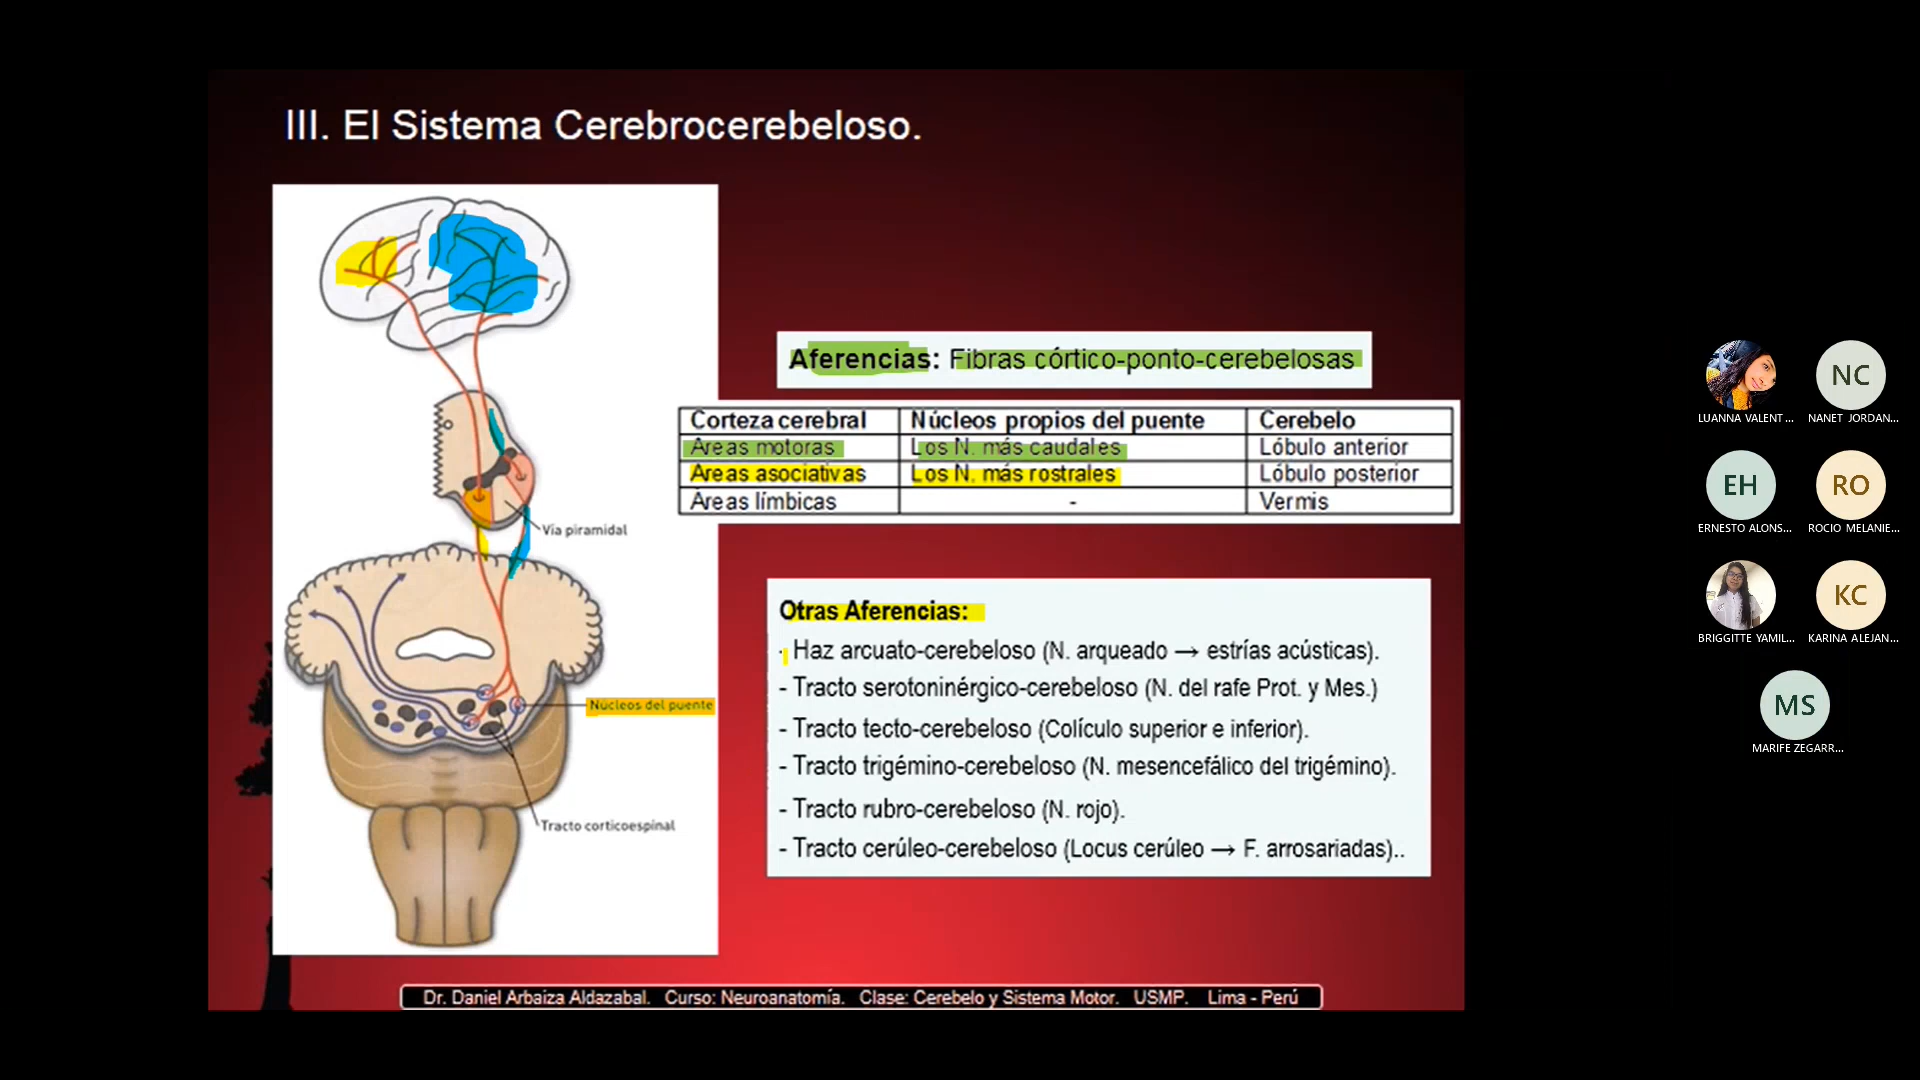 III. El Sistema Cerebrocerebeloso.
Vía piramidal
Núcleos del puente
Tracto corticoespinal
Aferencias: Fibras córtico-ponto-cerebelosas
Corteza cerebral Núcleos propios del puente Cerebelo
Áreas motoras Los N. más caudales Lóbulo anterior
Áreas asociativas Los N. más rostrales Lóbulo posterior
Áreas límbicas - Vermis
Otras Aferencias:
- Haz arcuato-cerebeloso (N. arqueado → estrías acústicas).
- Tracto serotoninérgico-cerebeloso (N. del rafe Prot. y Mes.)
- Tracto tecto-cerebeloso (Colículo superior e inferior).
- Tracto trigémino-cerebeloso (N. mesencefálico del trigémino).
- Tracto rubro-cerebeloso (N. rojo).
- Tracto cerúleo-cerebeloso (Locus cerúleo → F. arrosariadas)..
Dr. Daniel Arbaiza Aldazabal. Curso: Neuroanatomía. Clase: Cerebelo y Sistema Motor. USMP. Lima - Perú
NC
LUANNA VALENT... NANET JORDAN...
EH RO
ERNESTO ALONS... ROCIO MELANIE...
KC
BRIGGITTE YAMIL... KARINA ALEJAN...
MS
MARIFE ZEGARR...